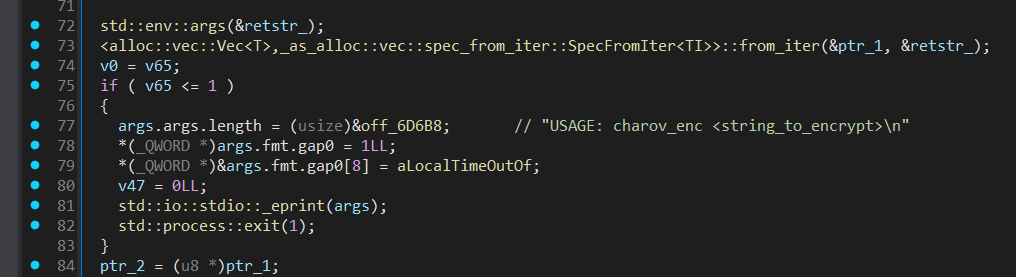 71
72 std::env::args(&retstr_);
73 <alloc::vec::Vec<T>,_as_alloc::vec::spec_from_iter::SpecFromIter<TI>>::from_iter(&ptr_1, &retstr_);
74 v0 = v65;
75 if ( v65 <= 1 )
76 {
77 args.args.length = (usize)&off_6D6B8; // "USAGE: charov_enc <string_to_encrypt>\n"
78 *(_QWORD *)args.fmt.gap0 = 1LL;
79 *(_QWORD *)&args.fmt.gap0[8] = aLocalTimeOutOf;
80 v47 = 0LL;
81 std::io::stdio::_eprint(args);
82 std::process::exit(1);
83 }
84 ptr_2 = (u8 *)ptr_1;